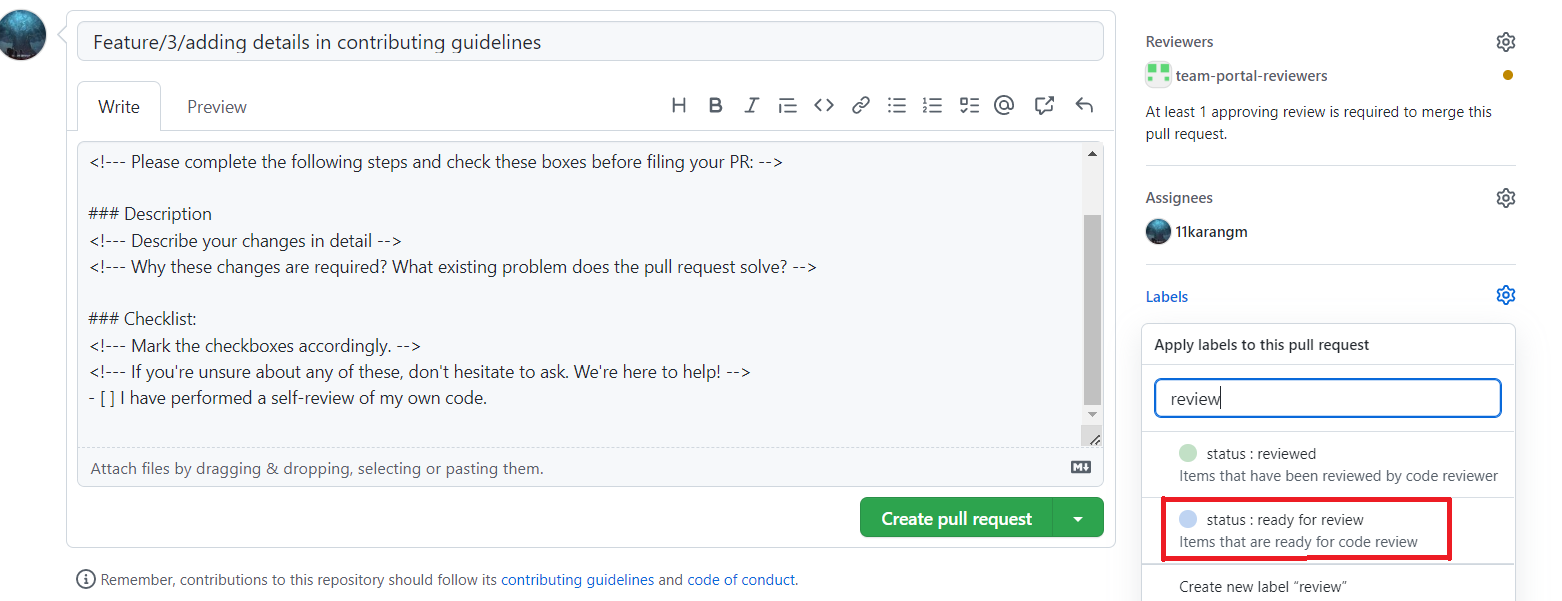 Feature/3/adding details in contributing guidelines
Write
Preview
<!--- Please complete the following steps and check these boxes before filing your PR: -->
### Description
<!--- Describe your changes in detail -->
<!--- Why these changes are required? What existing problem does the pull request solve? -->
### Checklist:
<!--- Mark the checkboxes accordingly. -->
<!--- If you're unsure about any of these, don't hesitate to ask. We're here to help! -->
- [ ] I have performed a self-review of my own code.
Attach files by dragging & dropping, selecting or pasting them.
Create pull request
Remember, contributions to this repository should follow its contributing guidelines and code of conduct.
Reviewers
team-portal-reviewers
At least 1 approving review is required to merge this
pull request.
Assignees
11karangm
Labels
Apply labels to this pull request
review
status : reviewed
Items that have been reviewed by code reviewer
status : ready for review
Items that are ready for code review
Create new label “review”